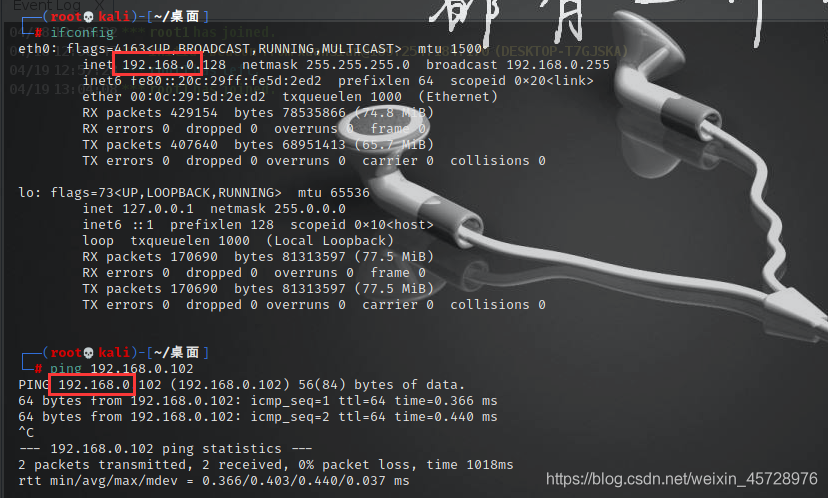 Event Log X
都有一
┌──(root💀kali)-[~/桌面]
└─# ifconfig
eth0: flags=4163<UP,BROADCAST,RUNNING,MULTICAST>  mtu 1500
        inet 192.168.0.128  netmask 255.255.255.0  broadcast 192.168.0.255
        inet6 fe80::20c:29ff:fe5d:2ed2  prefixlen 64  scopeid 0×20<link>
        ether 00:0c:29:5d:2e:d2  txqueuelen 1000  (Ethernet)
        RX packets 429154  bytes 78535866 (74.8 MiB)
        RX errors 0  dropped 0  overruns 0  frame 0
        TX packets 407640  bytes 68951413 (65.7 MiB)
        TX errors 0  dropped 0 overruns 0  carrier 0  collisions 0
lo: flags=73<UP,LOOPBACK,RUNNING>  mtu 65536
        inet 127.0.0.1  netmask 255.0.0.0
        inet6 ::1  prefixlen 128  scopeid 0×10<host>
        loop  txqueuelen 1000  (Local Loopback)
        RX packets 170690  bytes 81313597 (77.5 MiB)
        RX errors 0  dropped 0  overruns 0  frame 0
        TX packets 170690  bytes 81313597 (77.5 MiB)
        TX errors 0  dropped 0 overruns 0  carrier 0  collisions 0
┌──(root💀kali)-[~/桌面]
└─# ping 192.168.0.102
PING 192.168.0.102 (192.168.0.102) 56(84) bytes of data.
64 bytes from 192.168.0.102: icmp_seq=1 ttl=64 time=0.366 ms
64 bytes from 192.168.0.102: icmp_seq=2 ttl=64 time=0.440 ms
^C
--- 192.168.0.102 ping statistics ---
2 packets transmitted, 2 received, 0% packet loss, time 1018ms
rtt min/avg/max/mdev = 0.366/0.403/0.440/0.037 ms
https://blog.csdn.net/weixin_45728976